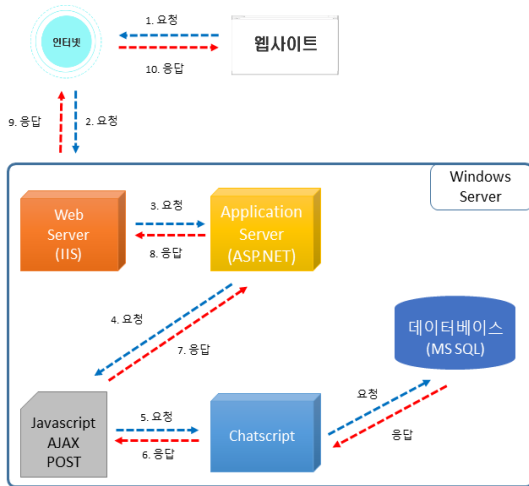 1. 요청
인터넷
웹사이트
10. 응답
9. 응답
2. 요청
Windows
Server
Web
Server
(IIS)
3. 요청
8. 응답
Application
Server
(ASP.NET)
4. 요청
7. 응답
데이터베이스
(MS SQL)
Javascript
AJAX
POST
5. 요청
6. 응답
Chatscript
요청
응답